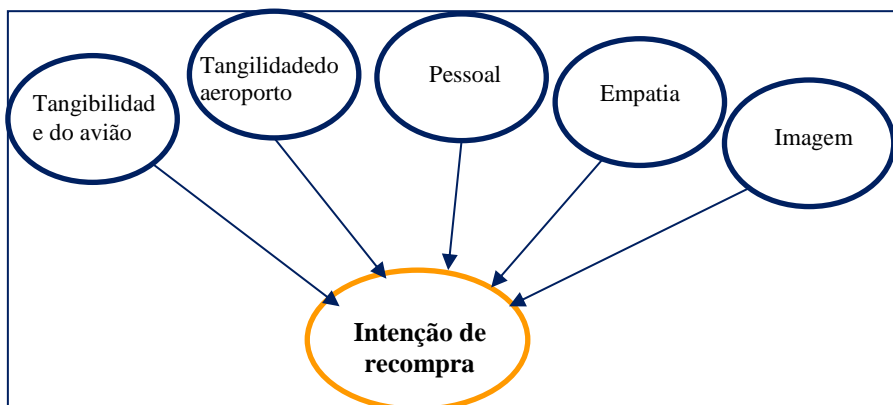 Tangibilidad
e do avião
Tangilidadedo
aeroporto
Pessoal
Empatia
Imagem
Intenção de
recompra